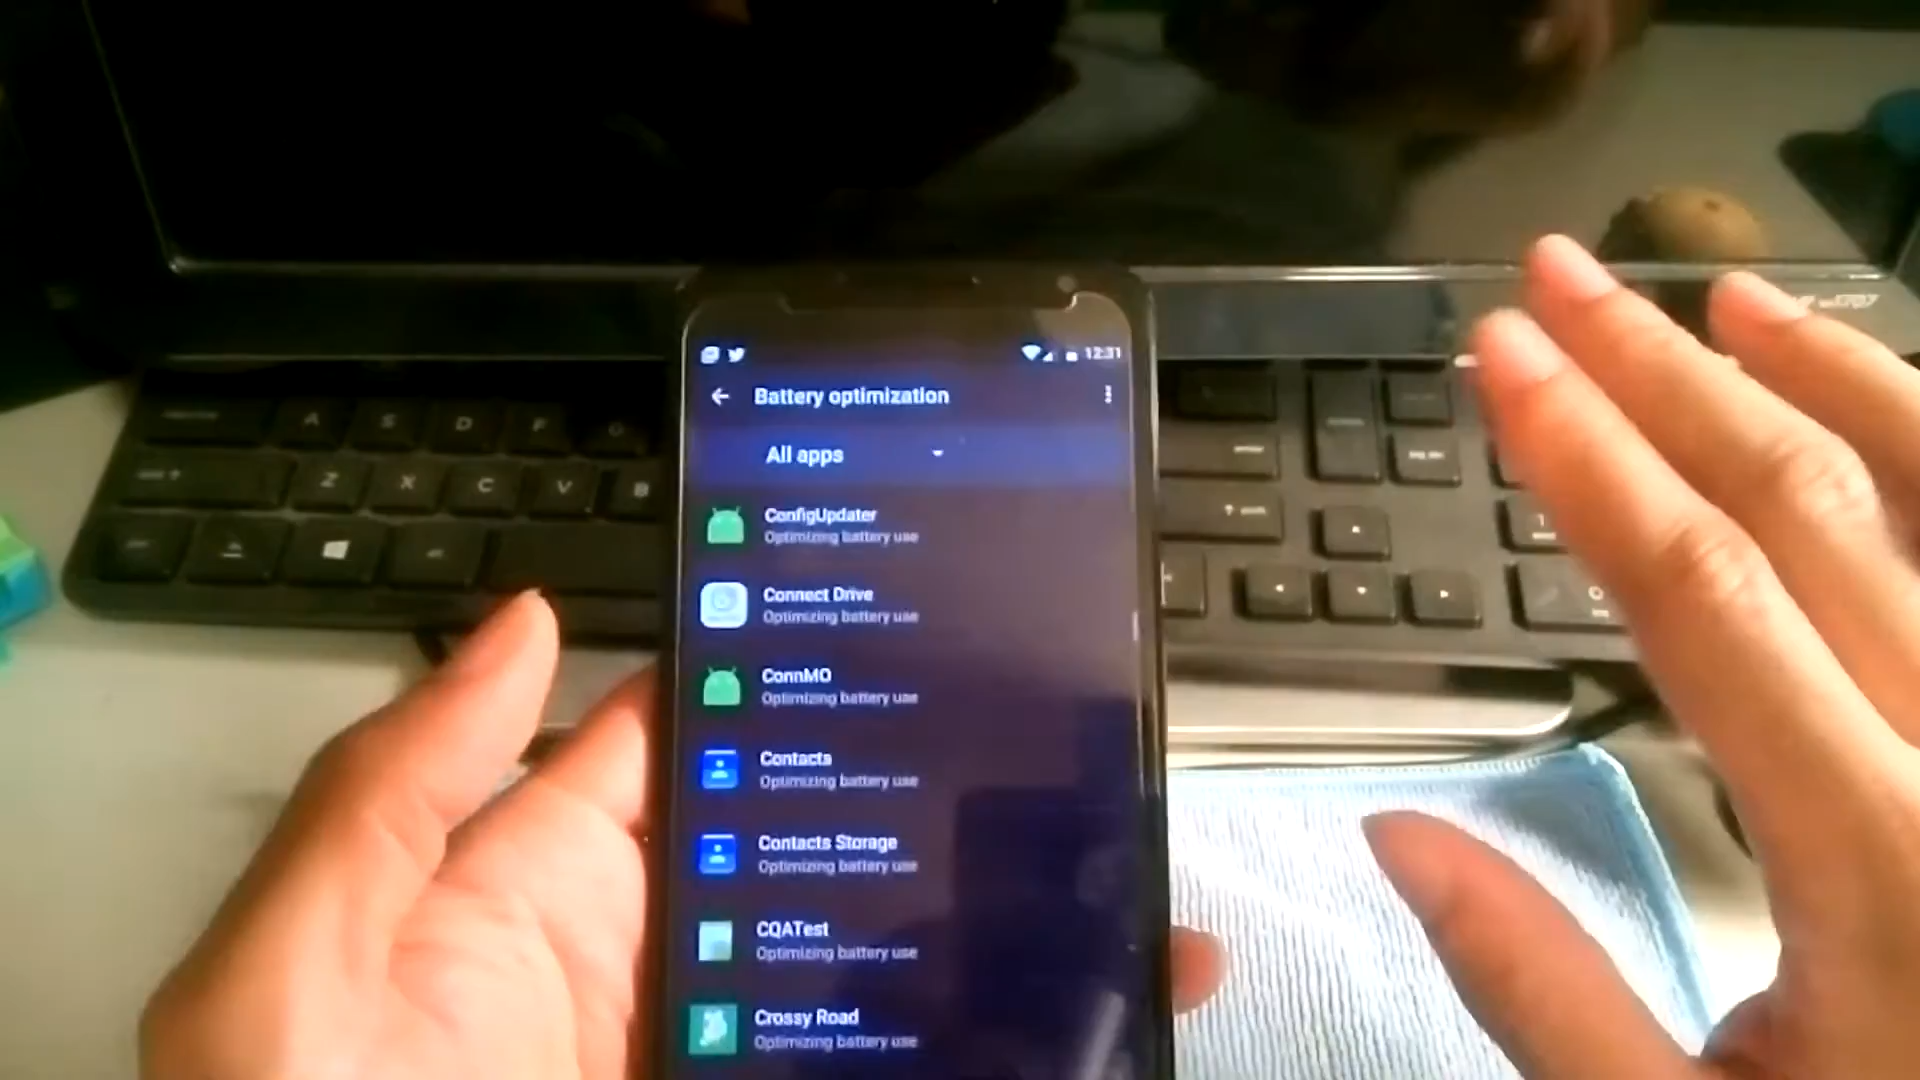 12:31
Battery optimization
All apps
ConfigUpdater
Optimizing battery use
Connect Drive
Optimizing battery use
ConnMO
Optimizing battery use
Contacts
Optimizing battery use
Contacts Storage
Optimizing battery use
CQATest
Optimizing battery use
Crossy Road
Optimizing battery use
A S D F G
Z X C V B